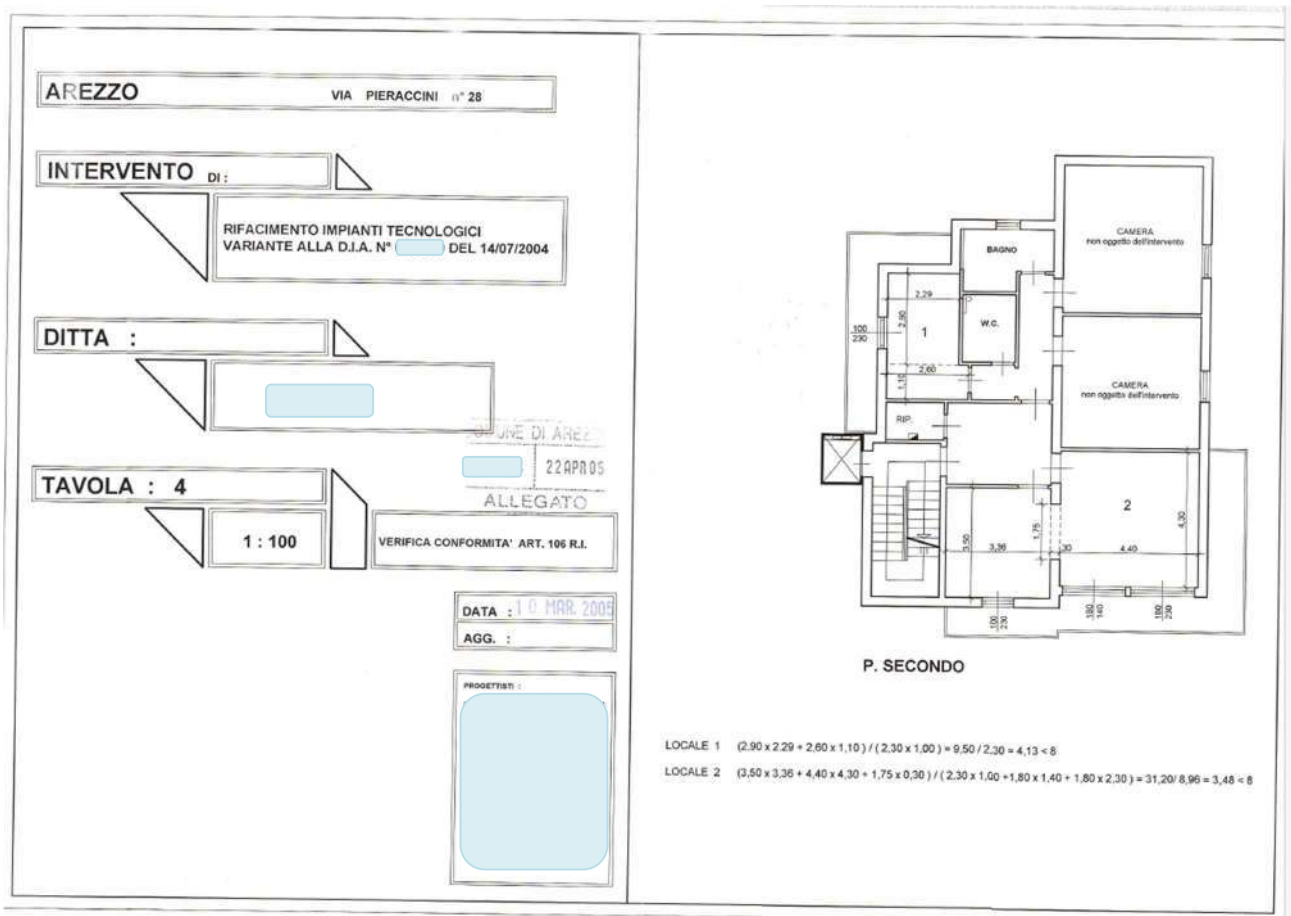 AREZZO VIA PIERACCINI n° 28
INTERVENTO DI :
RIFACIMENTO IMPIANTI TECNOLOGICI
VARIANTE ALLA D.I.A. N° DEL 14/07/2004
DITTA :
COMUNE DI AREZZO
22 APR 05
ALLEGATO
TAVOLA : 4
1 : 100
VERIFICA CONFORMITA' ART. 106 R.I.
DATA : 10 MAR. 2005
AGG. :
PROGETTISTI :
CAMERA
non oggetto dell'intervento
BAGNO
2,29
2,90
1
W.C.
100
230
2,60
1,10
CAMERA
non oggetto dell'intervento
RIP.
2
4,30
3,50
3,36
1,75
30
4,40
100
230
180
140
180
230
P. SECONDO
LOCALE 1 (2,90 x 2,29 + 2,60 x 1,10 ) / ( 2,30 x 1,00 ) = 9,50 / 2,30 = 4,13 < 8
LOCALE 2 (3,50 x 3,36 + 4,40 x 4,30 + 1,75 x 0,30 ) / ( 2,30 x 1,00 +1,80 x 1,40 + 1,80 x 2,30 ) = 31,20/ 8,96 = 3,48 < 8